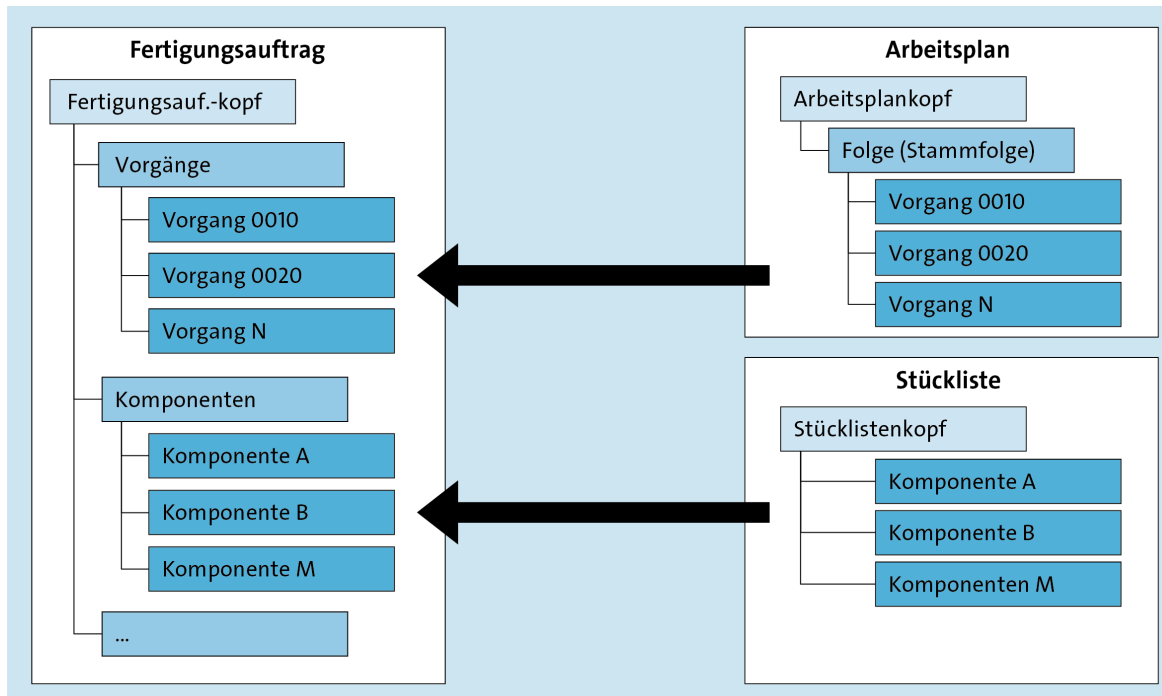 Fertigungsauftrag
Fertigungsauf.-kopf
Vorgänge
Vorgang 0010
Vorgang 0020
Vorgang N
Komponenten
Komponente A
Komponente B
Komponente M
...
Arbeitsplan
Arbeitsplankopf
Folge (Stammfolge)
Vorgang 0010
Vorgang 0020
Vorgang N
Stückliste
Stücklistenkopf
Komponente A
Komponente B
Komponenten M